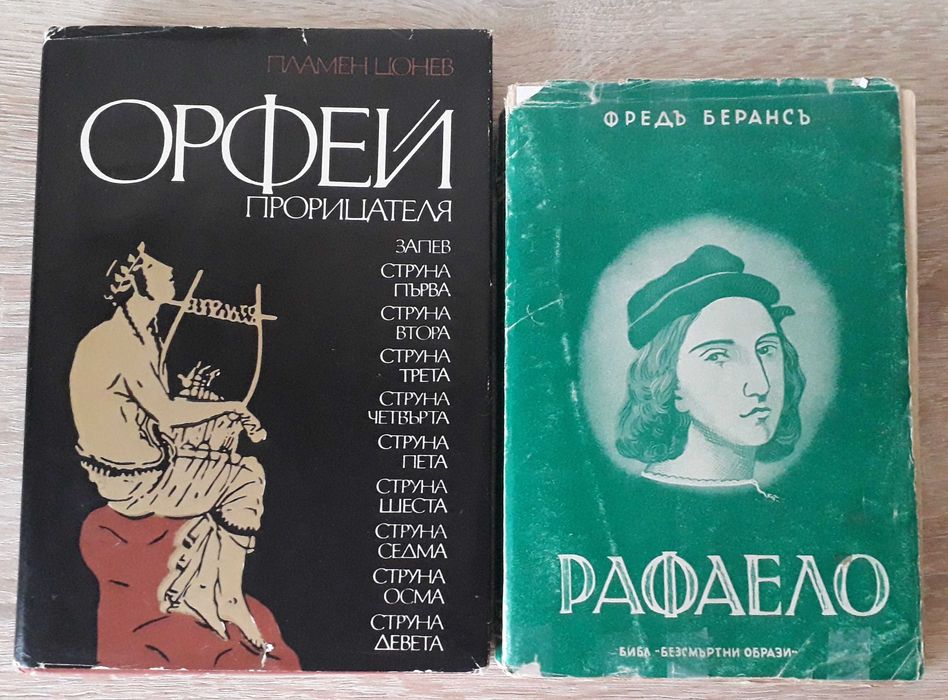 ПЛАМЕН ЦОНЕВ
ОРФЕЙ
ПРОРИЦАТЕЛЯ
ЗАПЕВ
СТРУНА
ПЪРВА
СТРУНА
ВТОРА
СТРУНА
ТРЕТА
СТРУНА
ЧЕТВЪРТА
СТРУНА
ПЕТА
СТРУНА
ШЕСТА
СТРУНА
СЕДМА
СТРУНА
ОСМА
СТРУНА
ДЕВЕТА
ФРЕДЪ БЕРАНСЪ
РАФАЕЛО
БИБЛ "БЕЗСМЪРТНИ ОБРАЗИ"